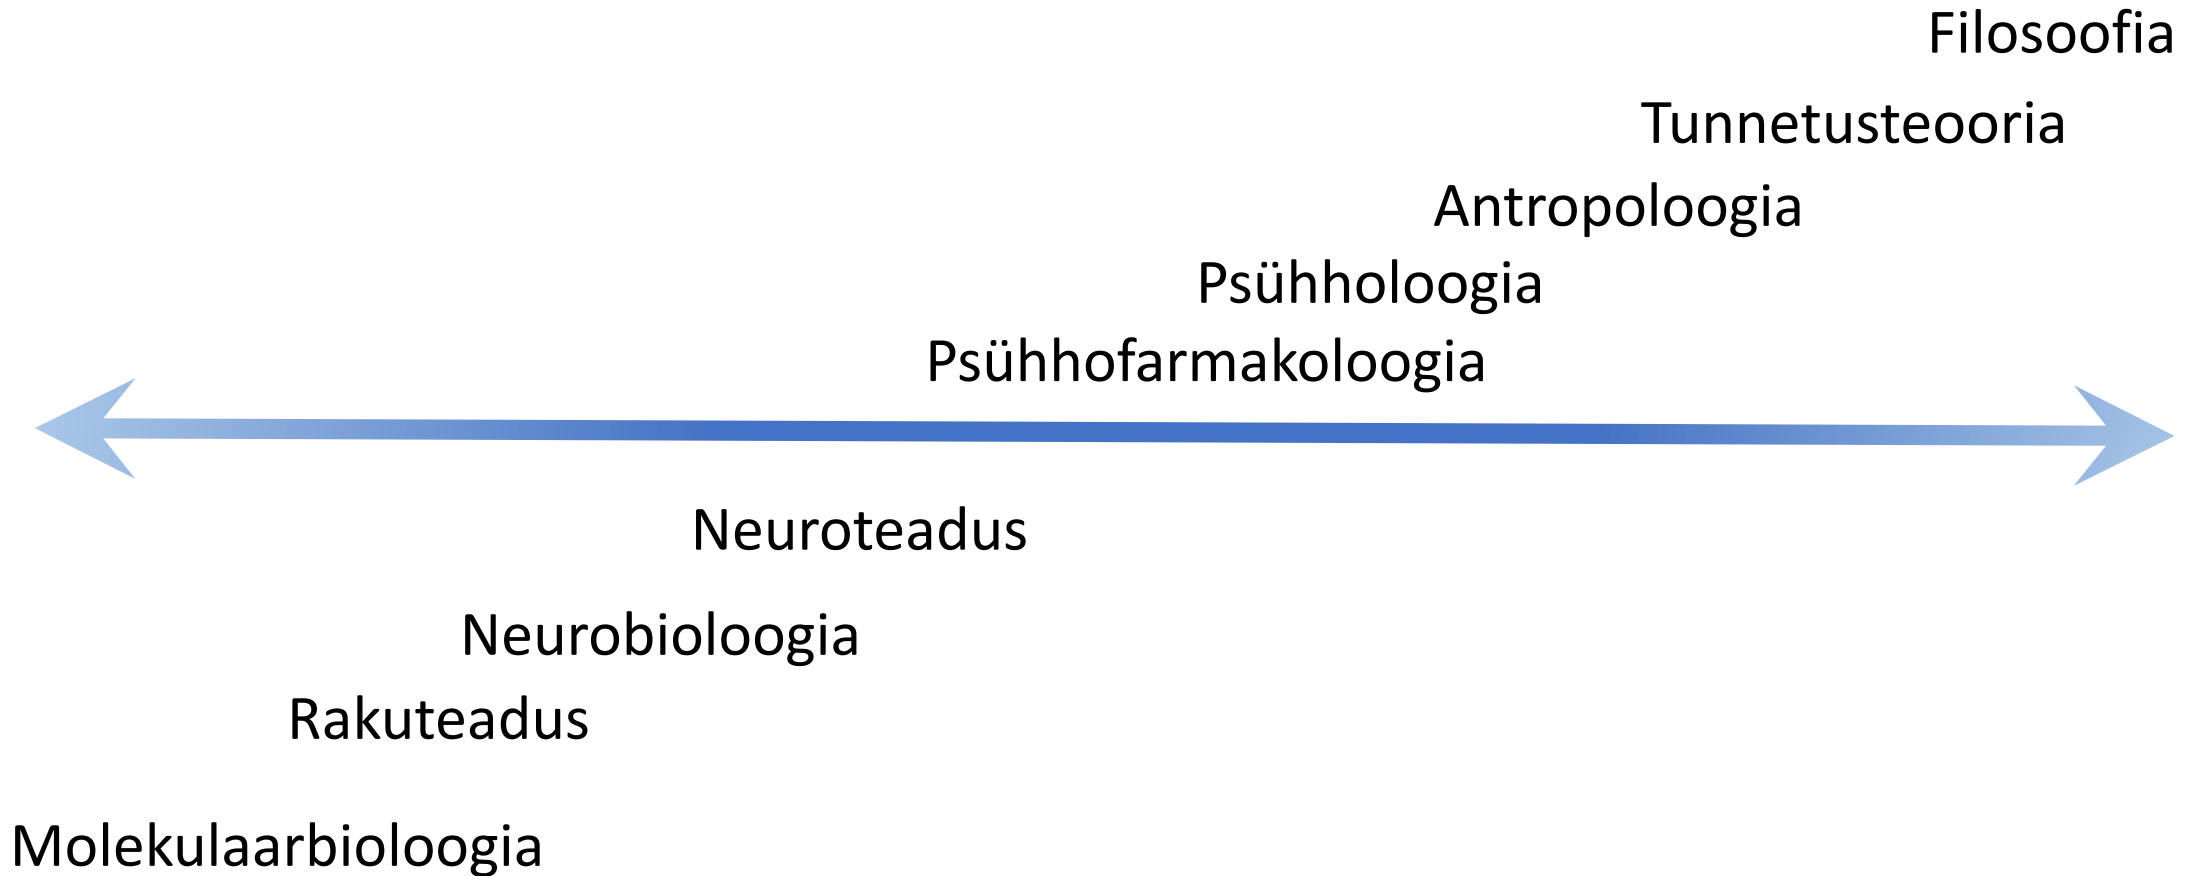 Filosoofia
Tunnetusteooria
Antropoloogia
Psühholoogia
Psühhofarmakoloogia
Neuroteadus
Neurobioloogia
Rakuteadus
Molekulaarbioloogia